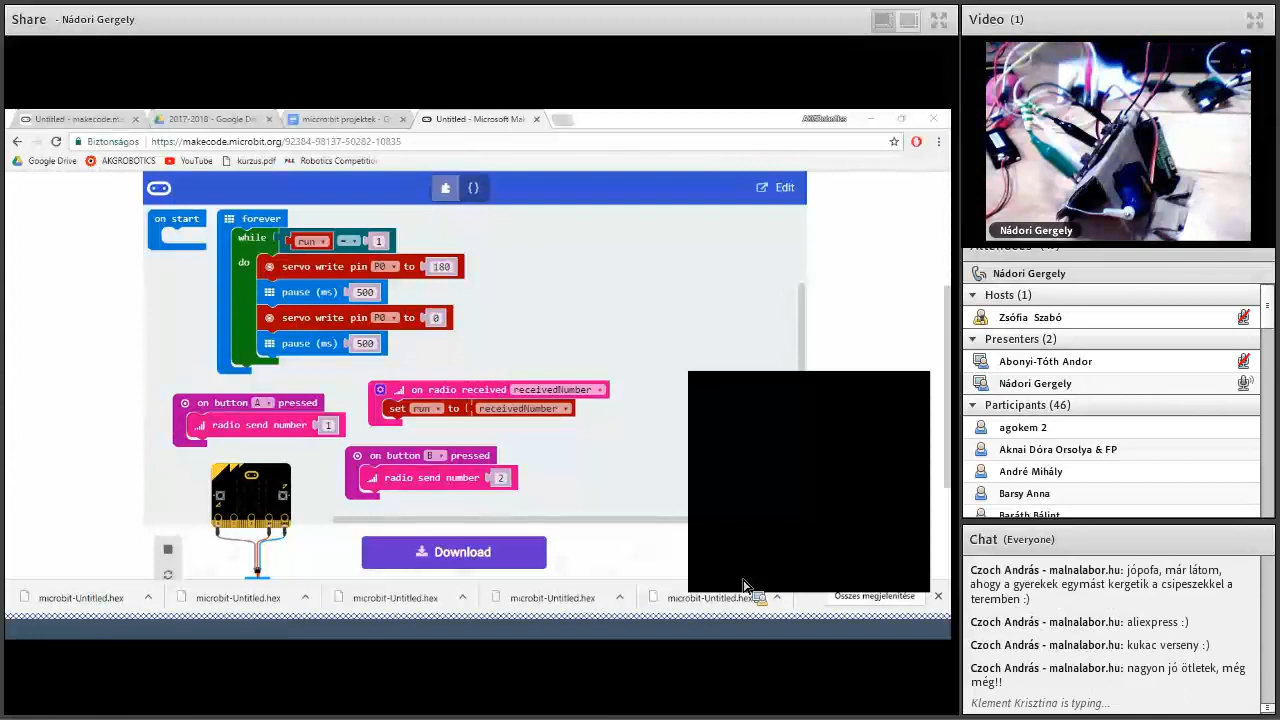 Share - Nádori Gergely
Video (1)
Untitled - makecode.m
2017-2018 - Google Dr
microbit projektek - G
Untitled - Microsoft Mal
Biztonságos
https://makecode.microbit.org/92384-98137-50281-10835
Google Drive
AKGROBOTICS
YouTube
kurzus.pdf
Robotics Competitio
{} Edit
on start
forever
while run = 1
do
servo write pin P0 to 180
pause (ms) 500
servo write pin P0 to 0
pause (ms) 500
on radio received receivedNumber
set run to receivedNumber
on button A pressed
radio send number 1
on button B pressed
radio send number 2
Download
microbit-Untitled.hex
microbit-Untitled.hex
microbit-Untitled.hex
microbit-Untitled.hex
microbit-Untitled.hex
Összes megjelenítése
Nádori Gergely
Nádori Gergely
Hosts (1)
Zsófia Szabó
Presenters (2)
Abonyi-Tóth Andor
Nádori Gergely
Participants (46)
agokem 2
Aknai Dóra Orsolya & FP
André Mihály
Barsy Anna
Baráth Bálint
Chat (Everyone)
Czoch András - malnalabor.hu: jópofa, már látom,
ahogy a gyerekek egymást kergetik a csipeszekkel a
teremben :)
Czoch András - malnalabor.hu: aliexpress :)
Czoch András - malnalabor.hu: kukac verseny :)
Czoch András - malnalabor.hu: nagyon jó ötletek, még
még!!
Klement Krisztina is typing...